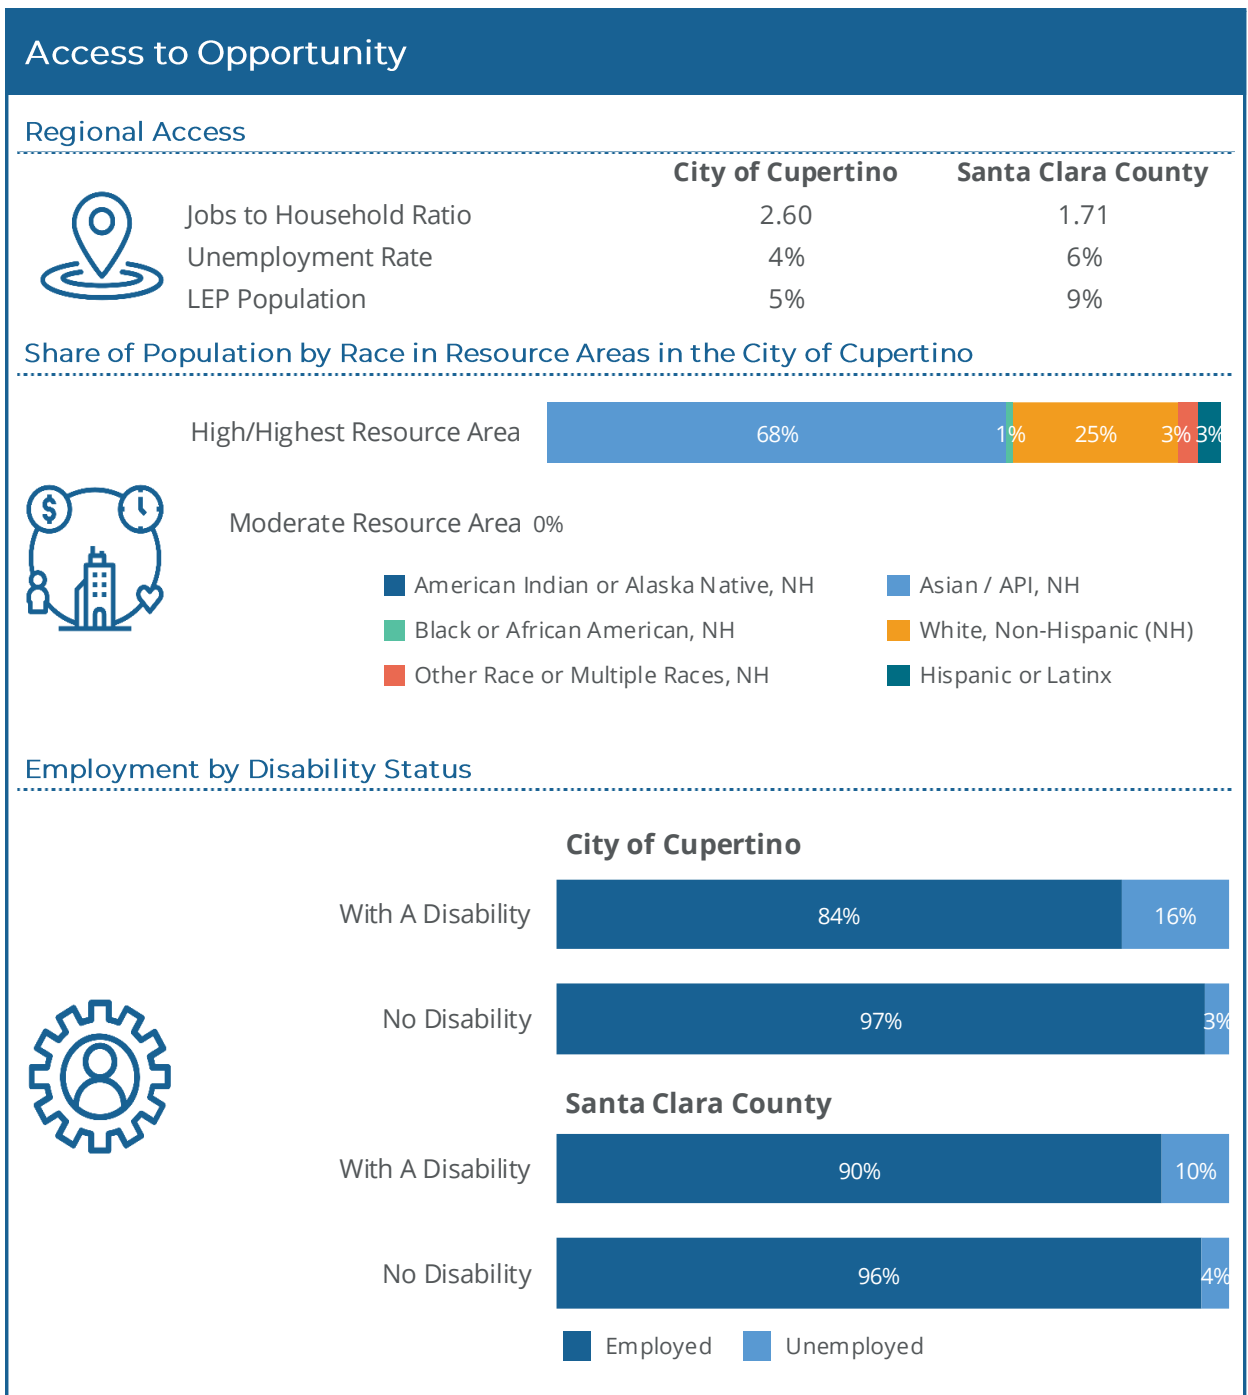 Access to Opportunity
Regional Access
City of Cupertino Santa Clara County
Jobs to Household Ratio 2.60 1.71
Unemployment Rate 4% 6%
LEP Population 5% 9%
Share of Population by Race in Resource Areas in the City of Cupertino
High/Highest Resource Area 68% 1% 25% 3% 3%
$
Moderate Resource Area 0%
American Indian or Alaska Native, NH Asian / API, NH
Black or African American, NH White, Non-Hispanic (NH)
Other Race or Multiple Races, NH Hispanic or Latinx
Employment by Disability Status
City of Cupertino
With A Disability 84% 16%
No Disability 97% 3%
Santa Clara County
With A Disability 90% 10%
No Disability 96% 4%
Employed Unemployed